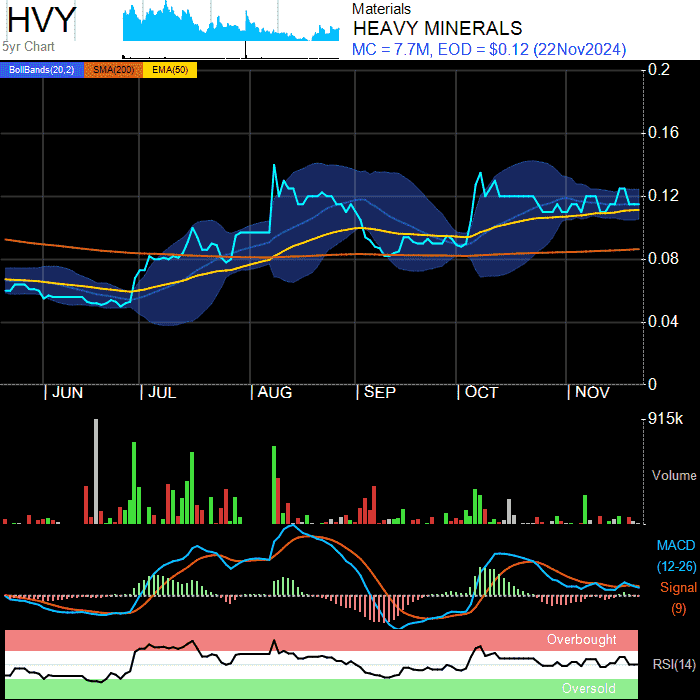 HVY
5yr Chart
Materials
HEAVY MINERALS
MC = 7.7M, EOD = $0.12 (22Nov2024)
BollBands(20,2) SMA(200) EMA(50)
0.2
0.16
0.12
0.08
0.04
0
JUN JUL AUG SEP OCT NOV
915k
Volume
MACD
(12-26)
Signal
(9)
Overbought
RSI(14)
Oversold